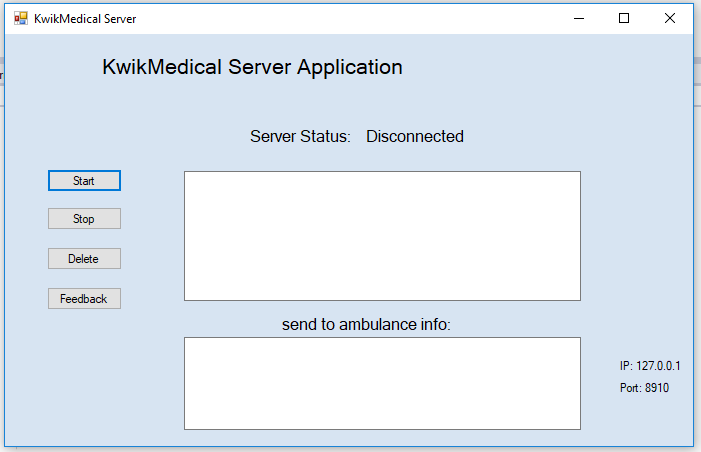 KwikMedical Server
KwikMedical Server Application
Server Status: Disconnected
Start
Stop
Delete
Feedback
send to ambulance info:
IP: 127.0.0.1
Port: 8910